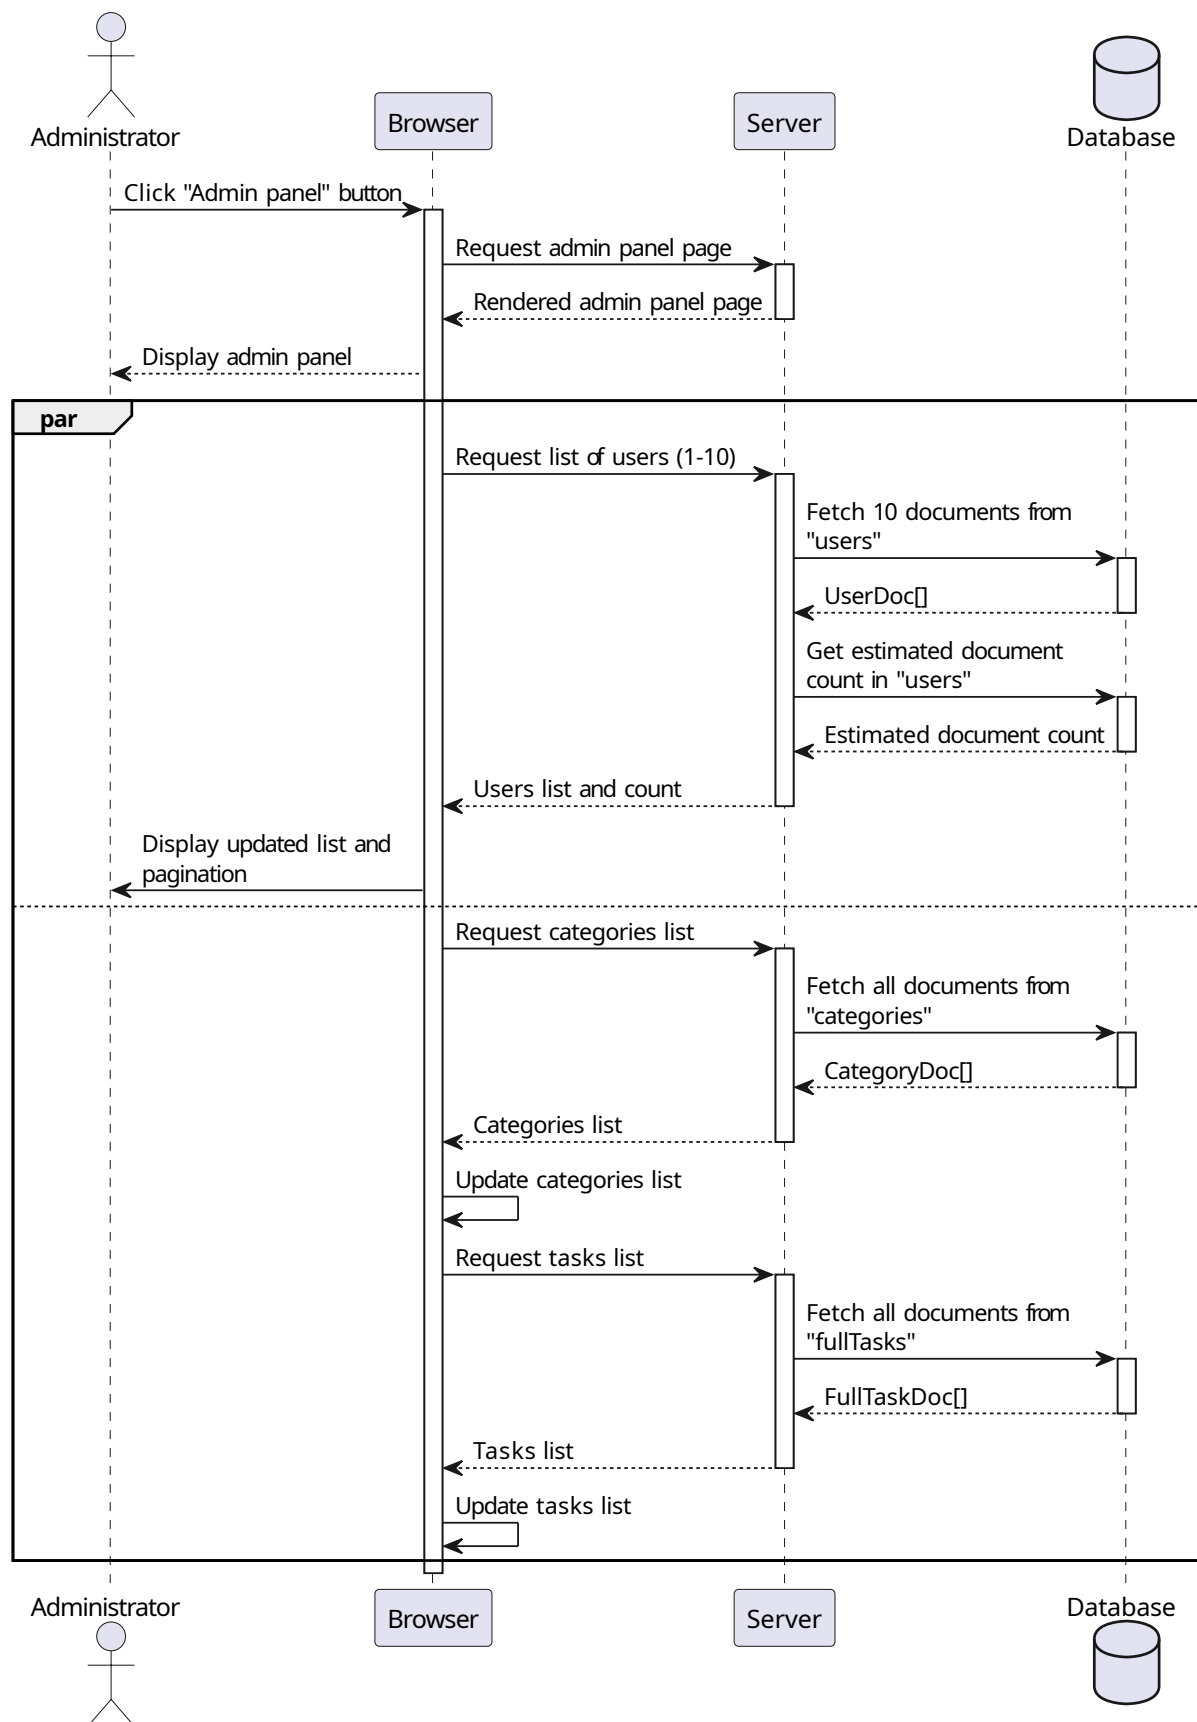 Administrator
Browser
Server
Database
Click "Admin panel" button
Request admin panel page
Rendered admin panel page
Display admin panel
par
Request list of users (1-10)
Fetch 10 documents from
"users"
UserDoc[]
Get estimated document
count in "users"
Estimated document count
Users list and count
Display updated list and
pagination
Request categories list
Fetch all documents from
"categories"
CategoryDoc[]
Categories list
Update categories list
Request tasks list
Fetch all documents from
"fullTasks"
FullTaskDoc[]
Tasks list
Update tasks list
Administrator
Browser
Server
Database